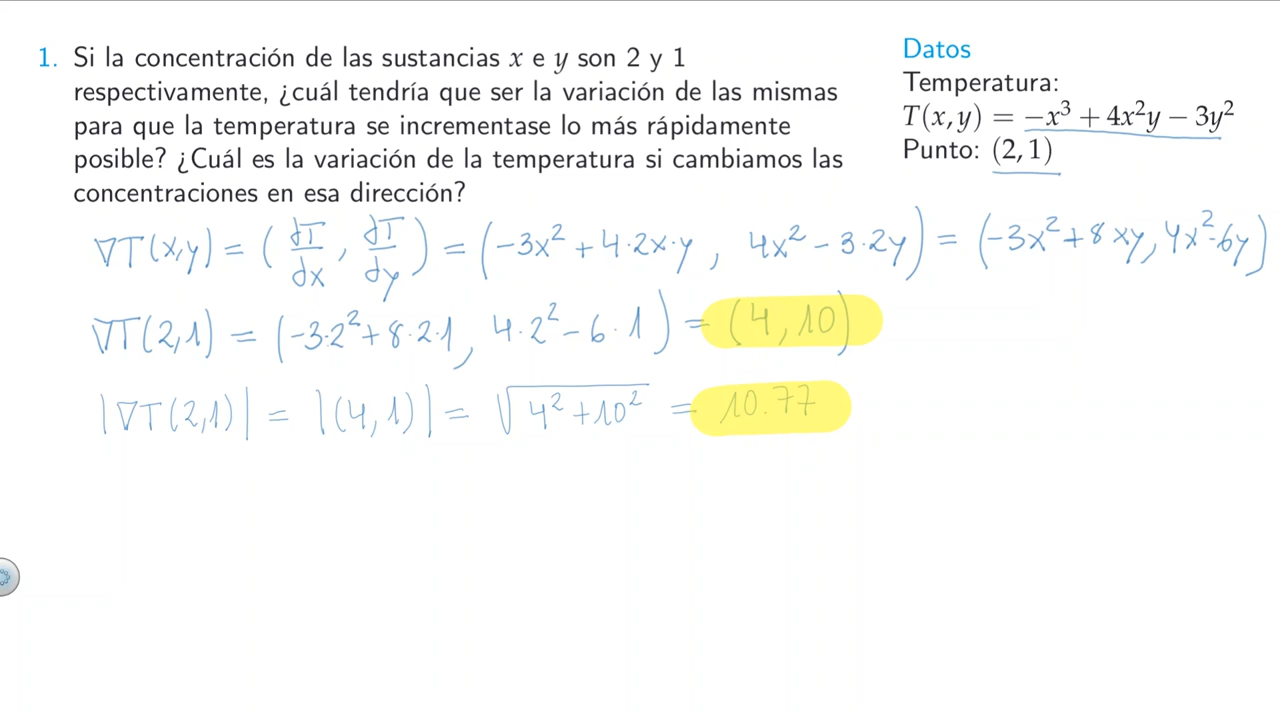 1. Si la concentración de las sustancias x e y son 2 y 1
respectivamente, ¿cuál tendría que ser la variación de las mismas
para que la temperatura se incrementase lo más rápidamente
posible? ¿Cuál es la variación de la temperatura si cambiamos las
concentraciones en esa dirección?
Datos
Temperatura:
T(x, y) = −x³ + 4x²y − 3y²
Punto: (2, 1)
∇T(x,y) = (∂T/∂x, ∂T/∂y) = (-3x² + 4·2x·y, 4x² - 3·2y) = (-3x²+8xy, 4x²-6y)
∇T(2,1) = (-3·2²+8·2·1, 4·2²-6·1) = (4,10)
|∇T(2,1)| = |(4,1)| = √(4²+10²) = 10.77